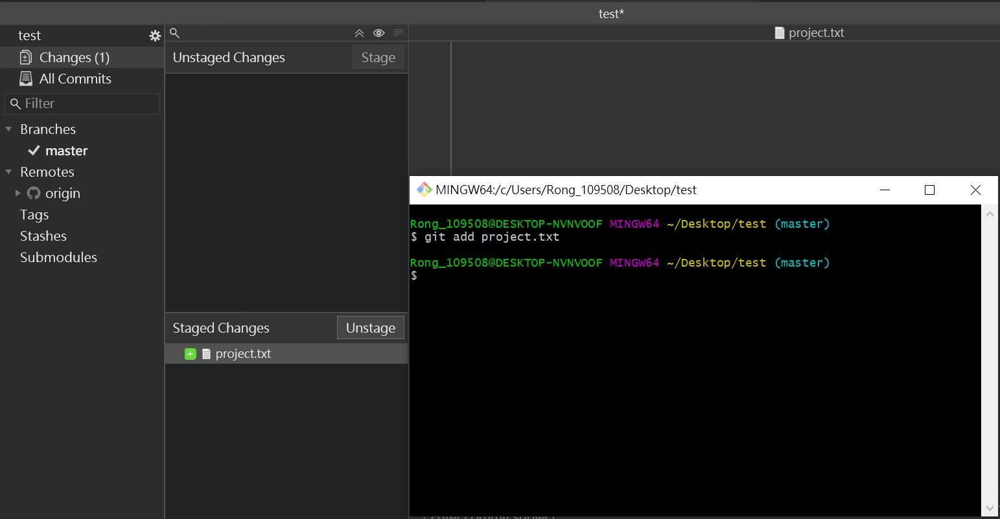 test*
test
Changes (1)
All Commits
Filter
Branches
master
Remotes
origin
Tags
Stashes
Submodules
Unstaged Changes
Stage
Staged Changes
Unstage
project.txt
project.txt
MINGW64:/c/Users/Rong_109508/Desktop/test
Rong_109508@DESKTOP-NVNVOOF MINGW64 ~/Desktop/test (master)
$ git add project.txt
Rong_109508@DESKTOP-NVNVOOF MINGW64 ~/Desktop/test (master)
$